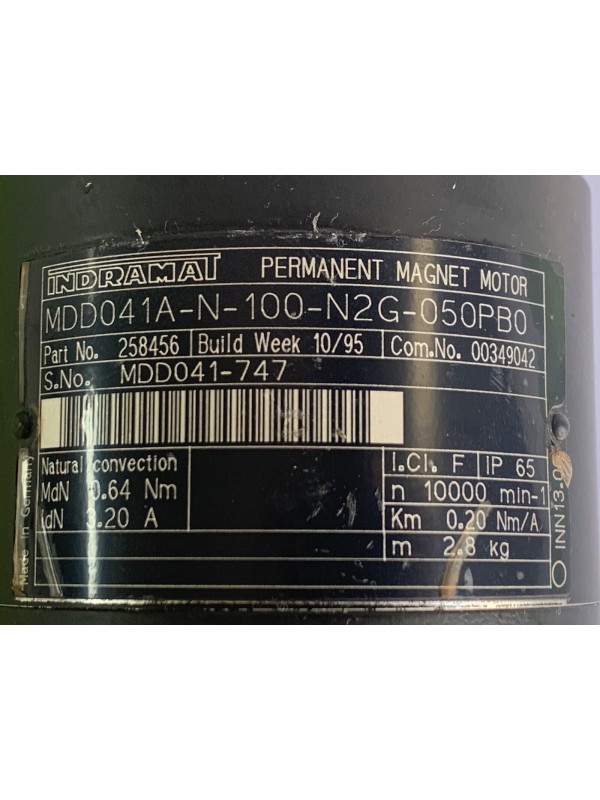 INDRAMAT PERMANENT MAGNET MOTOR
MDD041A-N-100-N2G-050PB0
Part No. 258456 Build Week 10/95 Com.No. 00349042
S.No. MDD041-747
Natural convection I.Cl. F IP 65
MdN 0.64 Nm n 10000 min-1
IdN 3.20 A Km 0.20 Nm/A
m 2.8 kg
Made in Germany